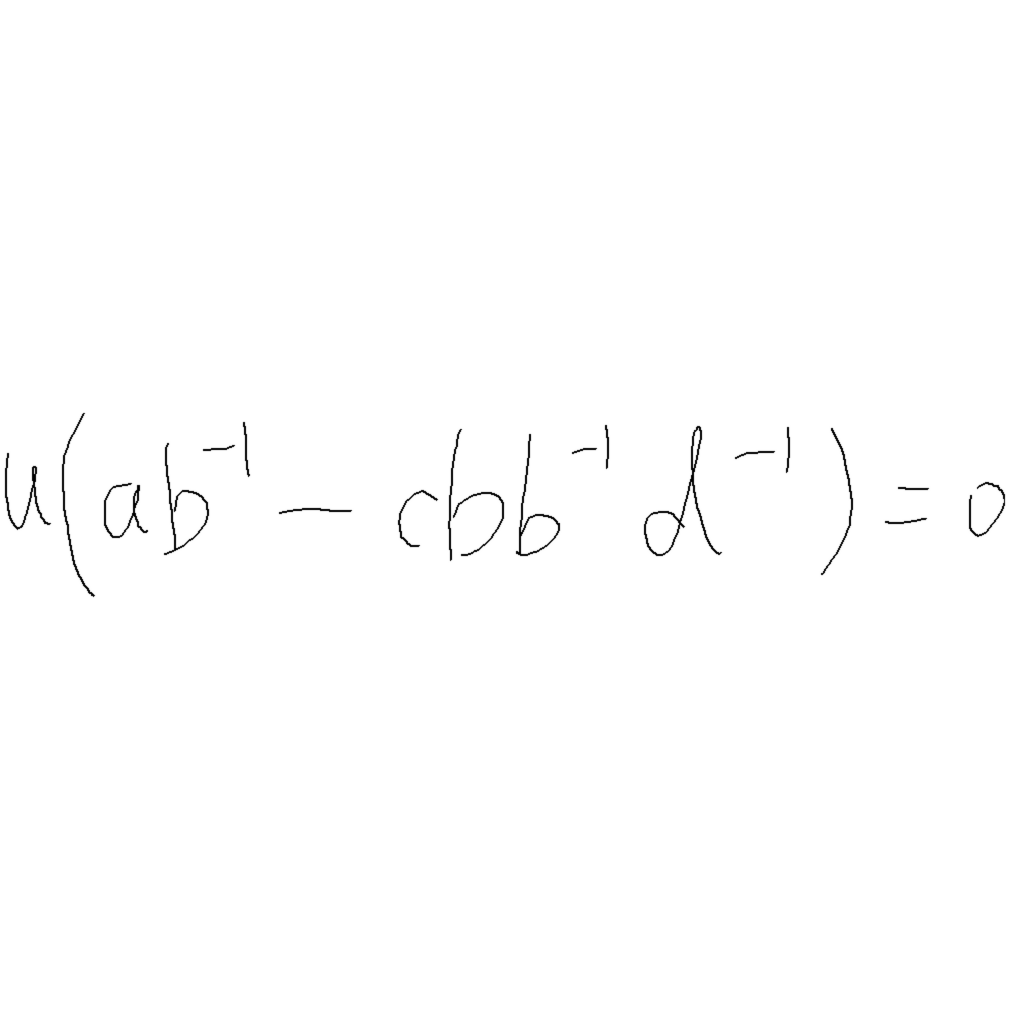 u(ab⁻¹ - cbb⁻¹d⁻¹) = 0